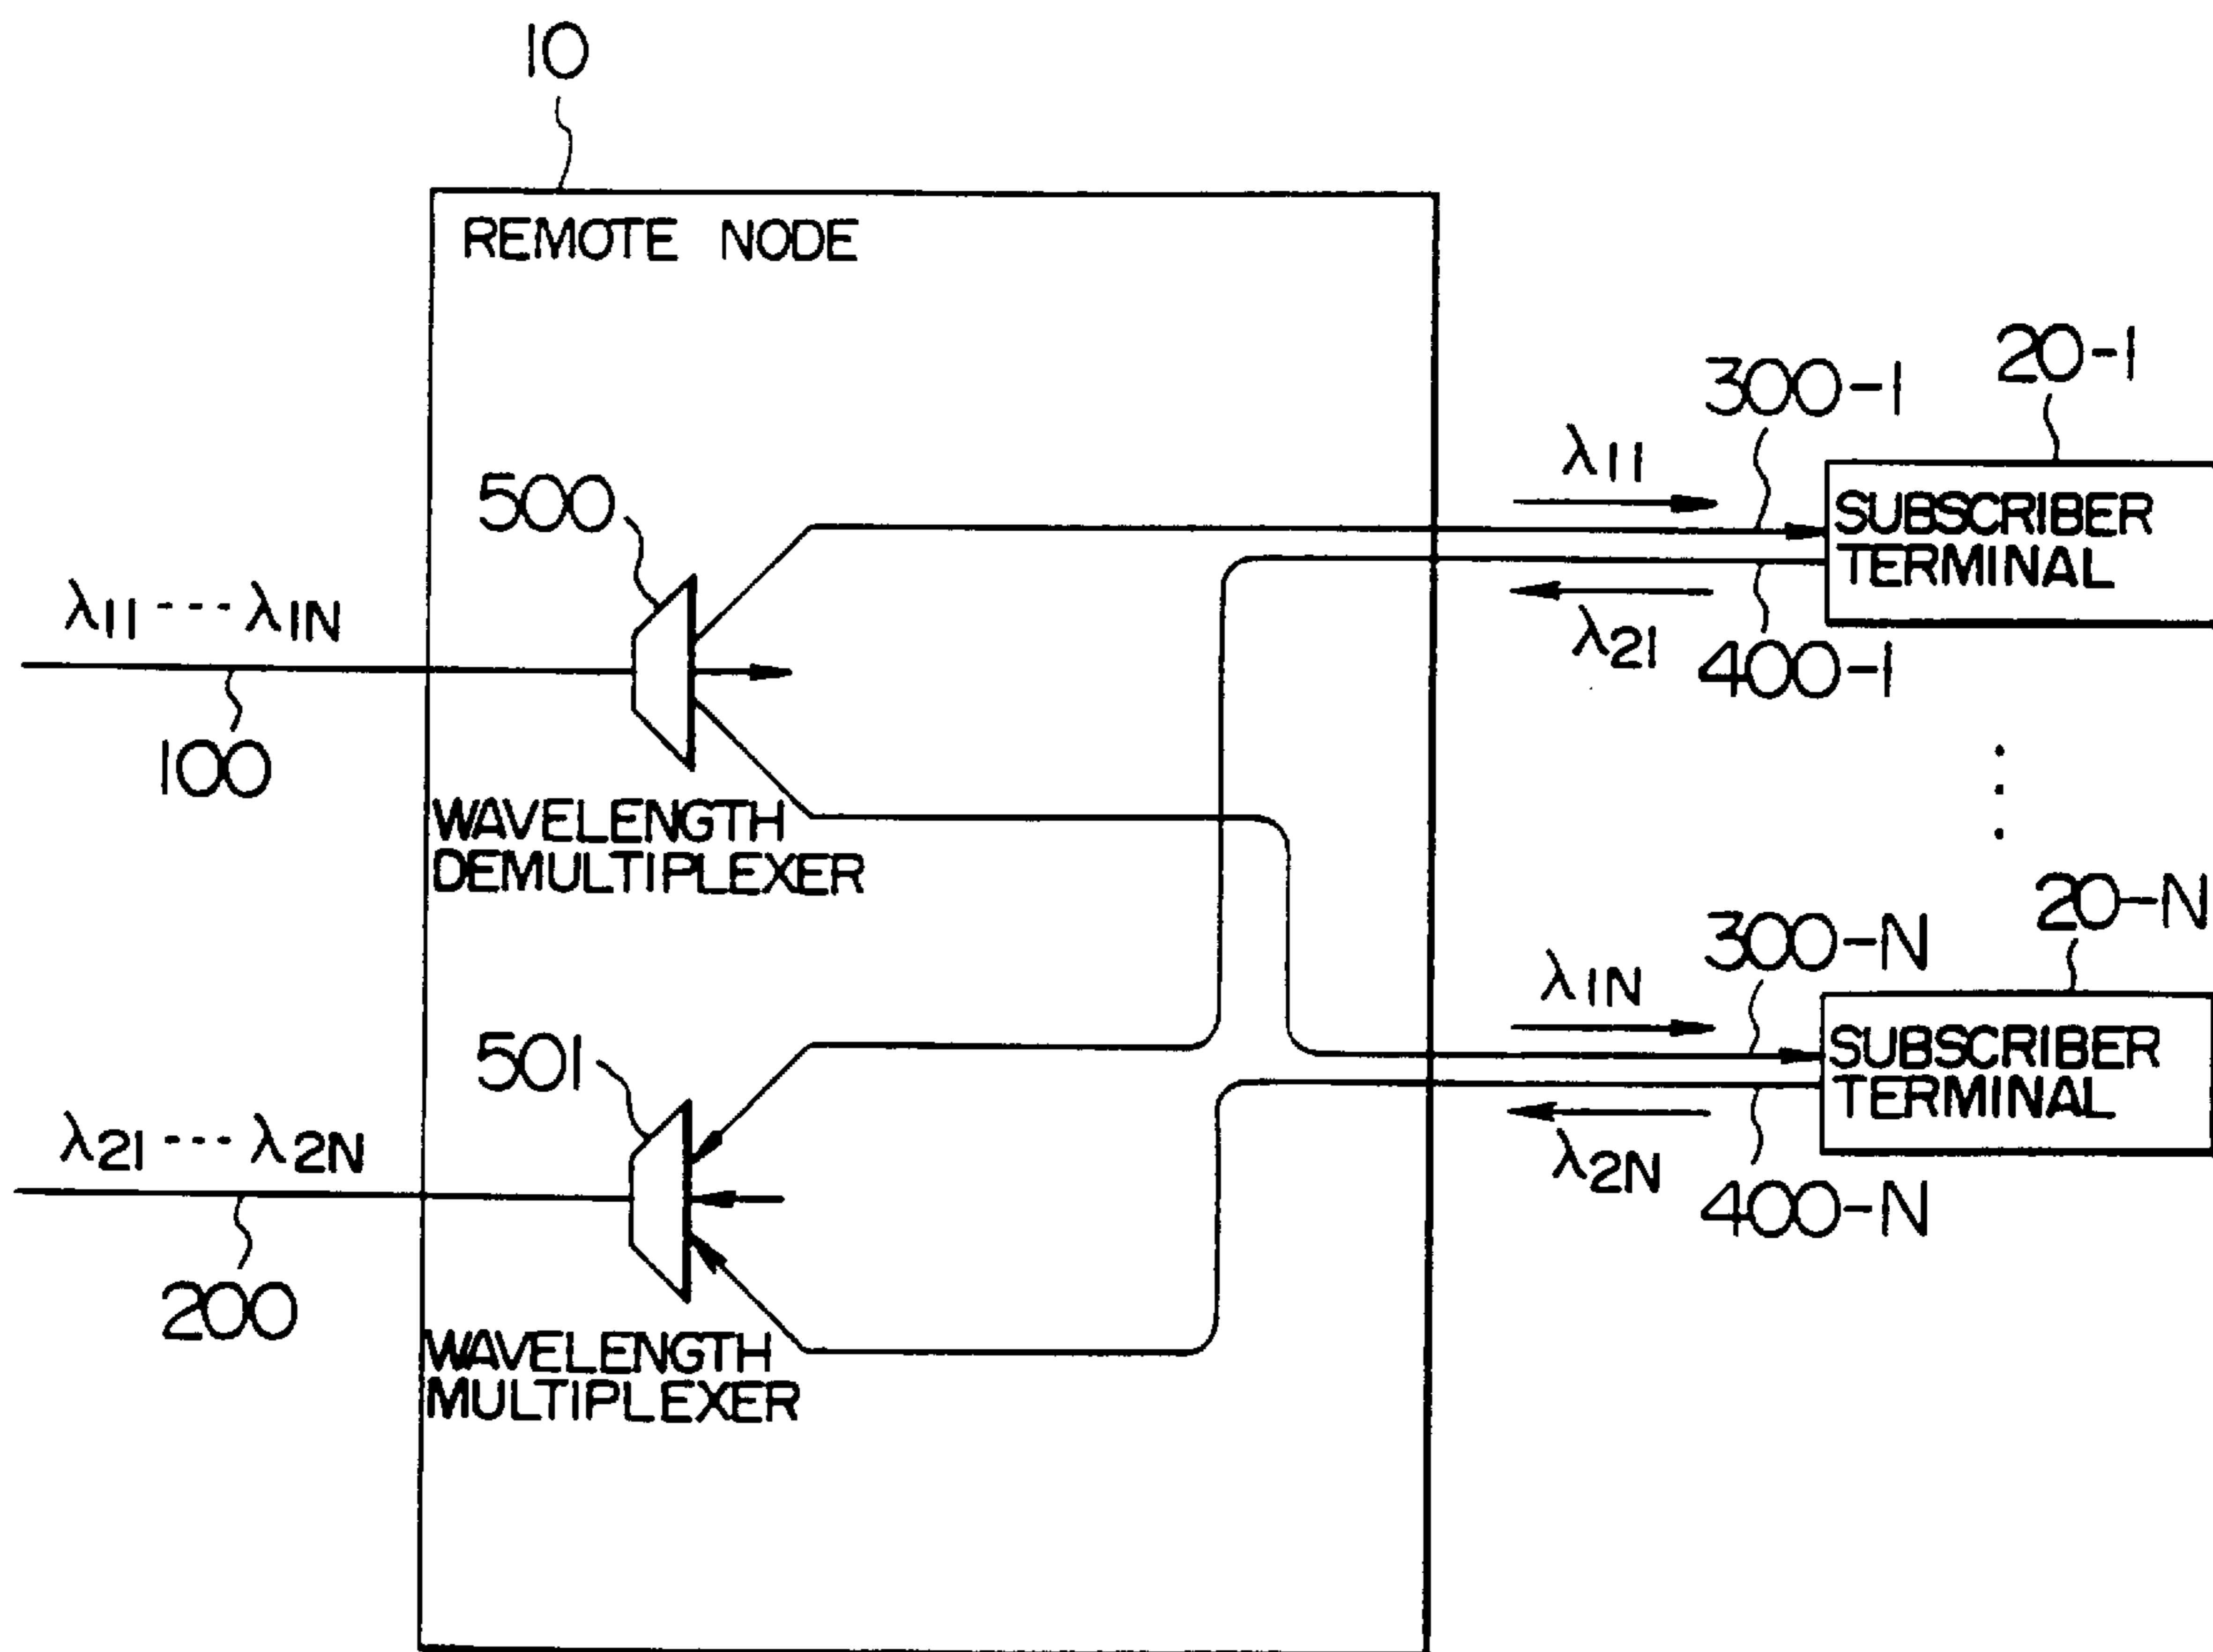 10
REMOTE NODE
20-1
300-1
λ11
500
SUBSCRIBER
TERMINAL
λ11 --- λ1N
λ21
400-1
100
WAVELENGTH
DEMULTIPLEXER
20-N
300-N
λ1N
501
SUBSCRIBER
TERMINAL
λ21 --- λ2N
λ2N
400-N
200
WAVELENGTH
MULTIPLEXER